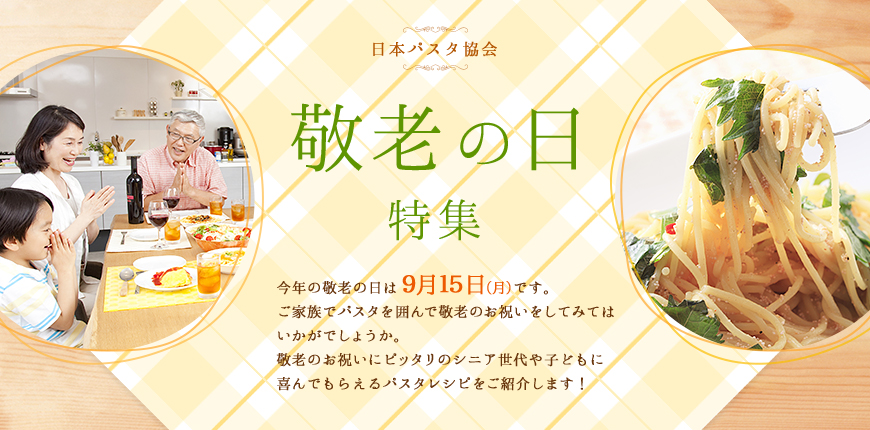 日本パスタ協会
敬老の日
特集
今年の敬老の日は 9月15日(月)です。
ご家族でパスタを囲んで敬老のお祝いをしてみては
いかがでしょうか。
敬老のお祝いにピッタリのシニア世代や子どもに
喜んでもらえるパスタレシピをご紹介します！